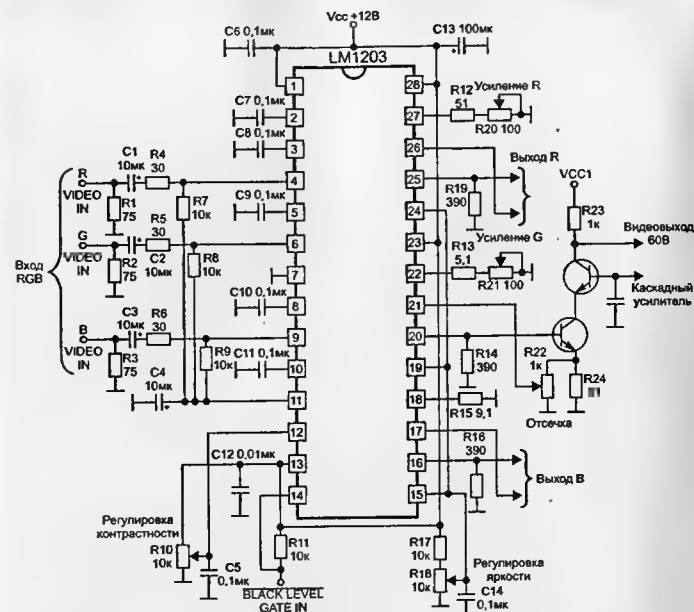 Vcc +12В
C6 0,1мк
C13 100мк
LM1203
1
28
C7 0,1мк
2
27
R12
51
Усиление R
R20 100
C8 0,1мк
3
26
Выход R
R
VIDEO
IN
C1
10мк
R4
30
4
25
R19
390
R1
75
R7
10к
C9 0,1мк
5
24
VCC1
R23
1к
G
VIDEO
IN
R5
30
C2
10мк
6
23
Усиление G
Видеовыход
60В
Вход
RGB
R2
75
R8
10к
7
22
R13
5,1
R21 100
Каскадный
усилитель
C10 0,1мк
8
21
B
VIDEO
IN
C3
10мк
R6
30
9
20
R3
75
R9
10к
C11 0,1мк
10
19
R14
390
R22
1к
R24
C4
10мк
11
18
R15 9,1
Отсечка
12
17
R16
390
C12 0,01мк
13
16
Выход В
14
15
Регулировка
контрастности
R10
10к
C5
0,1мк
R11
10к
R17
10к
R18
10к
Регулировка
яркости
C14
0,1мк
BLACK LEVEL
GATE IN